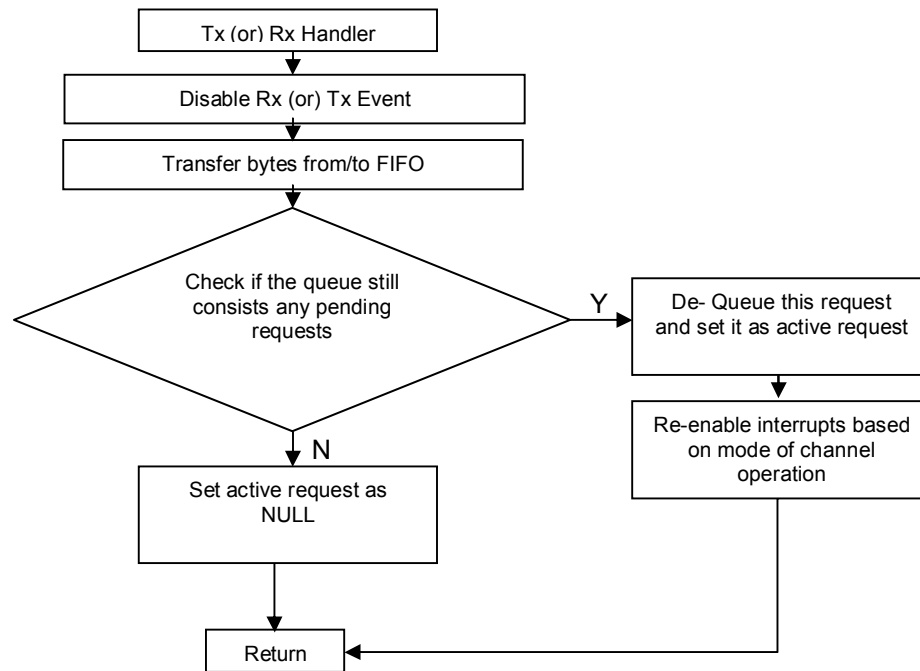 Tx (or) Rx Handler
Disable Rx (or) Tx Event
Transfer bytes from/to FIFO
Check if the queue still
consists any pending
requests
Y
De- Queue this request
and set it as active request
Re-enable interrupts based
on mode of channel
operation
N
Set active request as
NULL
Return